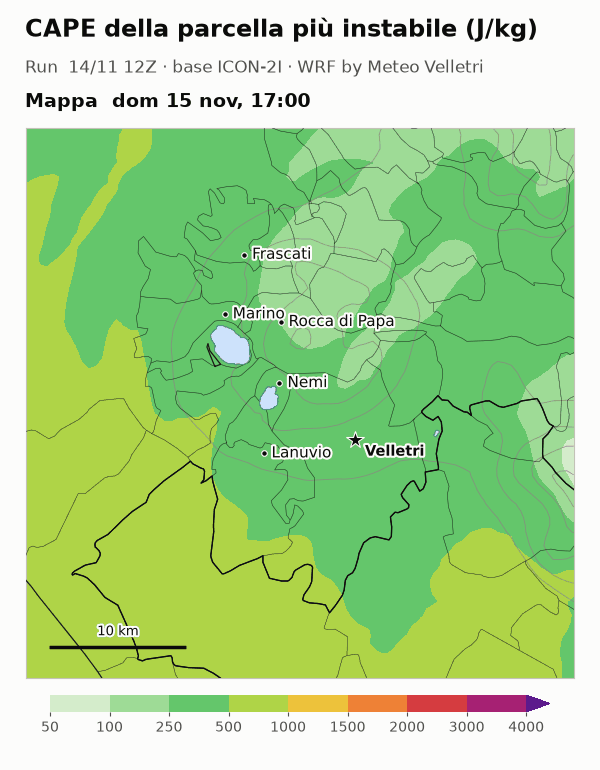 CAPE della parcella più instabile (J/kg)
Run  14/11 12Z · base ICON-2I · WRF by Meteo Velletri
Mappa  dom 15 nov, 17:00
Frascati
Marino
Rocca di Papa
Nemi
Velletri
Lanuvio
10 km
50 100 250 500 1000 1500 2000 3000 4000